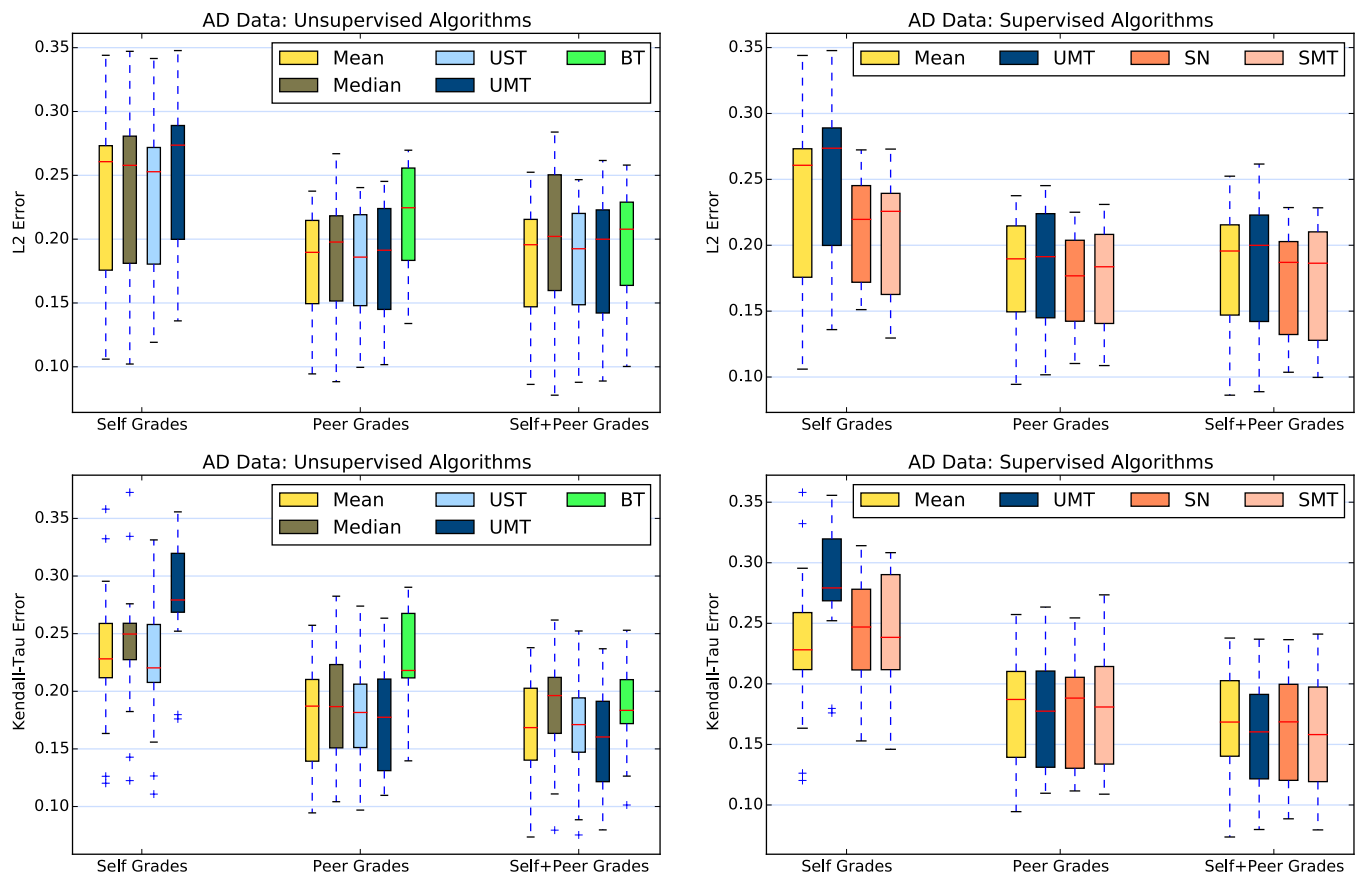 AD Data: Unsupervised Algorithms
Mean UST BT
Median UMT
L2 Error
0.35
0.30
0.25
0.20
0.15
0.10
Self Grades Peer Grades Self+Peer Grades
AD Data: Supervised Algorithms
Mean UMT SN SMT
L2 Error
0.35
0.30
0.25
0.20
0.15
0.10
Self Grades Peer Grades Self+Peer Grades
AD Data: Unsupervised Algorithms
Mean UST BT
Median UMT
Kendall-Tau Error
0.35
0.30
0.25
0.20
0.15
0.10
Self Grades Peer Grades Self+Peer Grades
AD Data: Supervised Algorithms
Mean UMT SN SMT
Kendall-Tau Error
0.35
0.30
0.25
0.20
0.15
0.10
Self Grades Peer Grades Self+Peer Grades